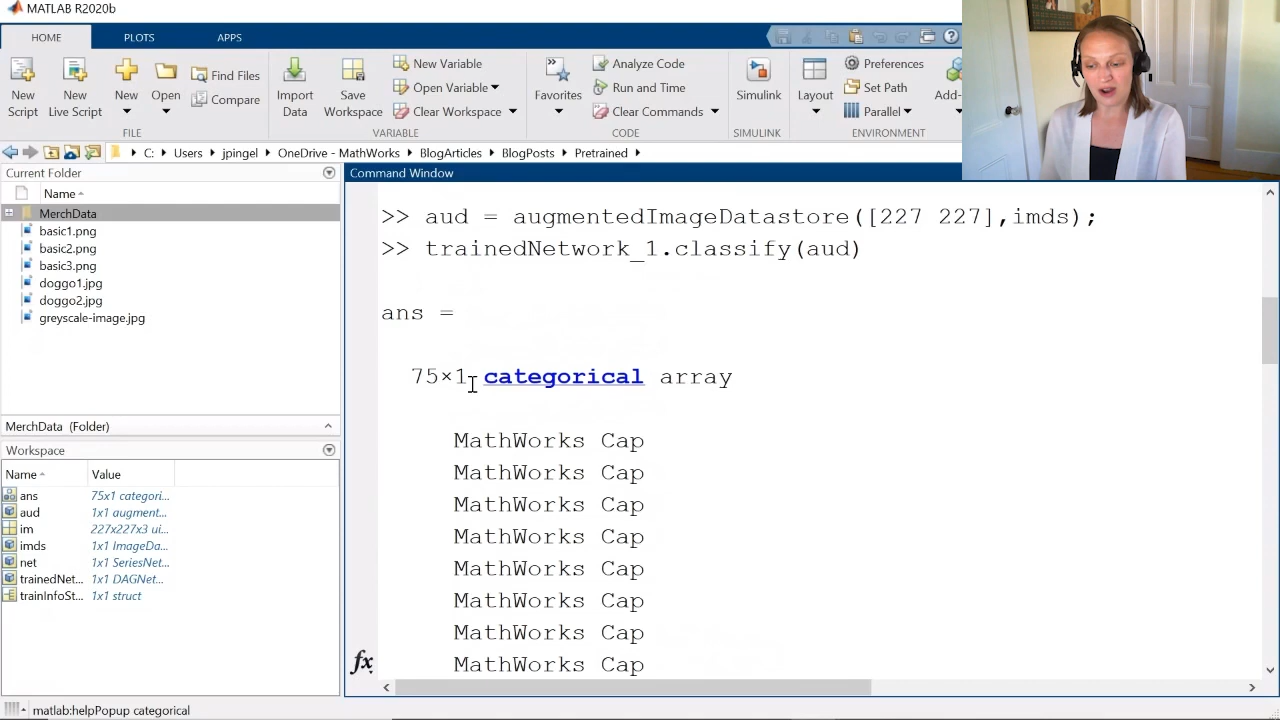 MATLAB R2020b
HOME
PLOTS
APPS
New Script
New Live Script
New
Open
Find Files
Compare
FILE
Import Data
Save Workspace
New Variable
Open Variable
Clear Workspace
VARIABLE
Favorites
Analyze Code
Run and Time
Clear Commands
CODE
Simulink
SIMULINK
Layout
Preferences
Set Path
Parallel
Add-
ENVIRONMENT
C: Users jpingel OneDrive - MathWorks BlogArticles BlogPosts Pretrained
Current Folder
Name
MerchData
basic1.png
basic2.png
basic3.png
doggo1.jpg
doggo2.jpg
greyscale-image.jpg
MerchData (Folder)
Workspace
Name Value
ans 75x1 categori...
aud 1x1 augment...
im 227x227x3 ui...
imds 1x1 ImageDa...
net 1x1 SeriesNet...
trainedNet... 1x1 DAGNet...
trainInfoSt... 1x1 struct
Command Window
>> aud = augmentedImageDatastore([227 227],imds);
>> trainedNetwork_1.classify(aud)
ans =
75×1 categorical array
MathWorks Cap
MathWorks Cap
MathWorks Cap
MathWorks Cap
MathWorks Cap
MathWorks Cap
MathWorks Cap
MathWorks Cap
fx
matlab:helpPopup categorical